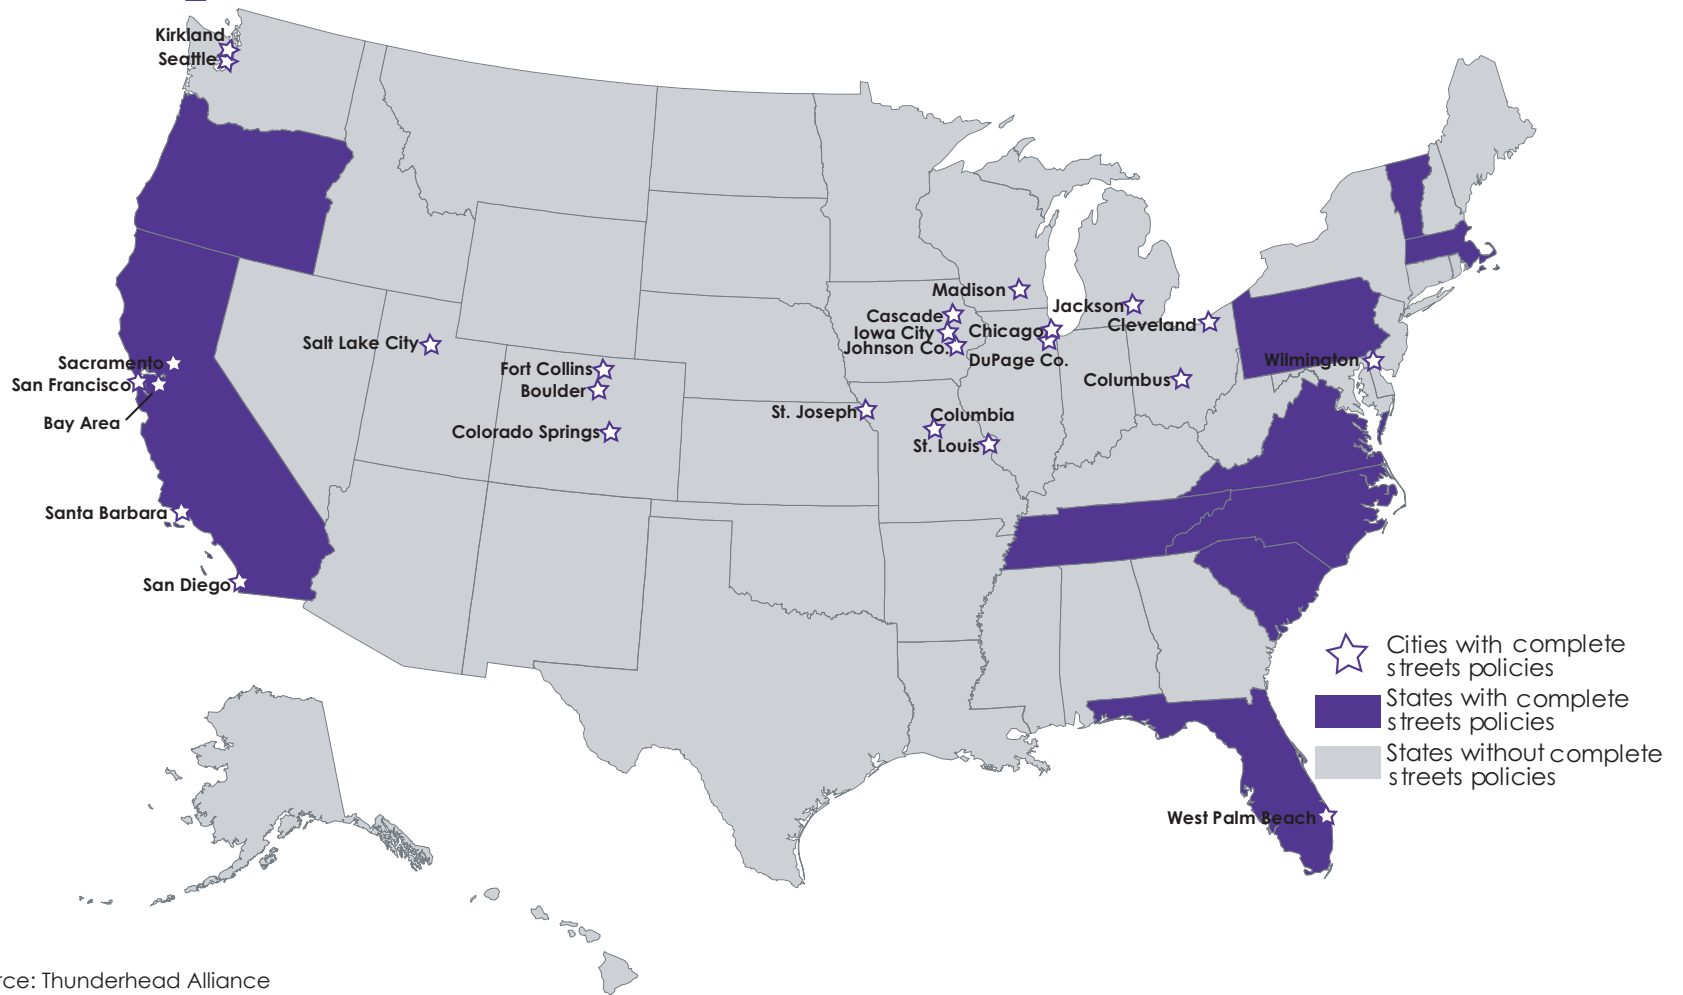 Kirkland
Seattle
Madison
Jackson
Cascade
Cleveland
Iowa City
Chicago
Salt Lake City
Johnson Co.
DuPage Co.
Wilmington
Sacramento
Fort Collins
San Francisco
Boulder
Columbus
St. Joseph
Columbia
Bay Area
Colorado Springs
St. Louis
Santa Barbara
San Diego
Cities with complete
streets policies
States with complete
streets policies
States without complete
streets policies
West Palm Beach
rce: Thunderhead Alliance